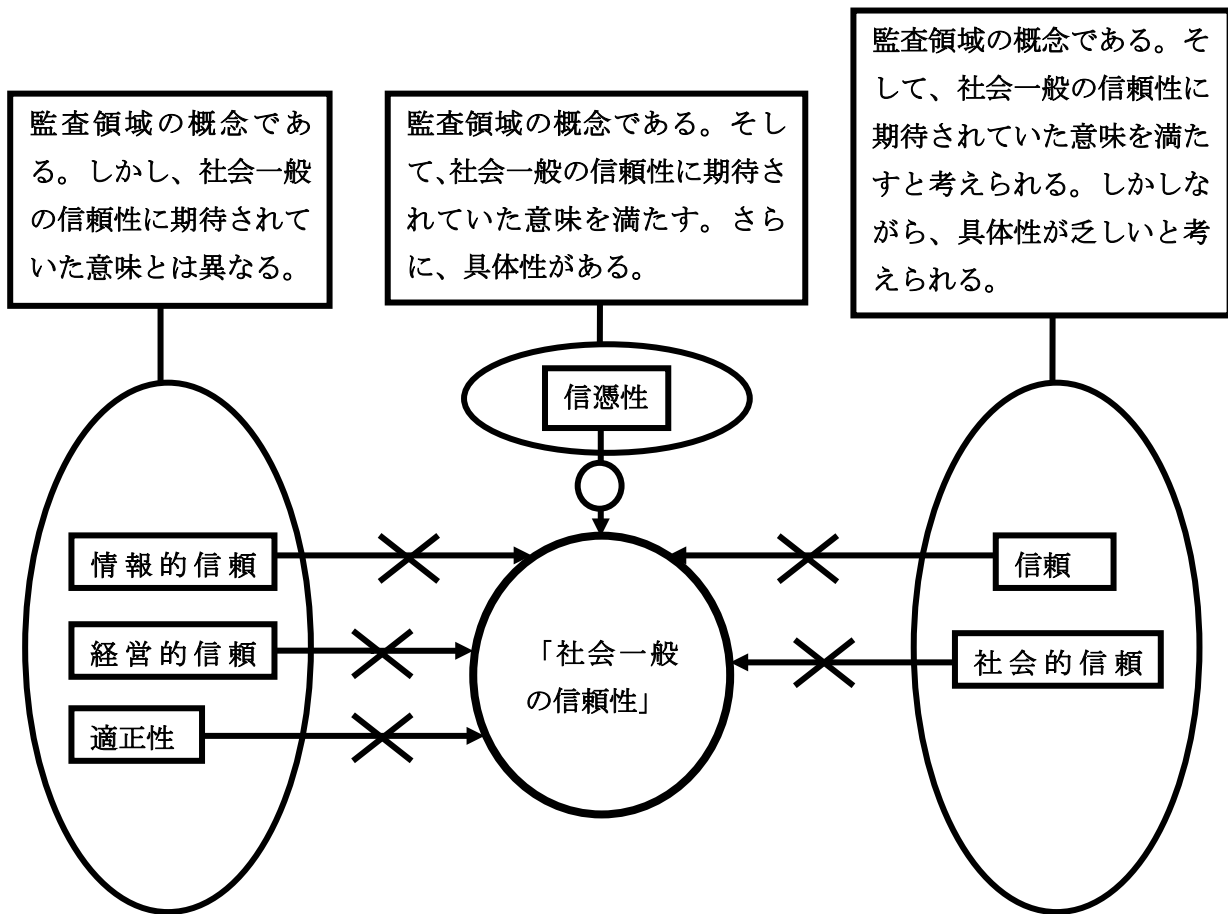 監査領域の概念であ
る。しかし、社会一般
の信頼性に期待されて
いた意味とは異なる。
監査領域の概念である。そし
て、社会一般の信頼性に期待さ
れていた意味を満たす。さら
に、具体性がある。
監査領域の概念である。そ
して、社会一般の信頼性に
期待されていた意味を満た
すと考えられる。しかしな
がら、具体性が乏しいと考
えられる。
信憑性
情報的信頼
経営的信頼
適正性
「社会一般
の信頼性」
信頼
社会的信頼